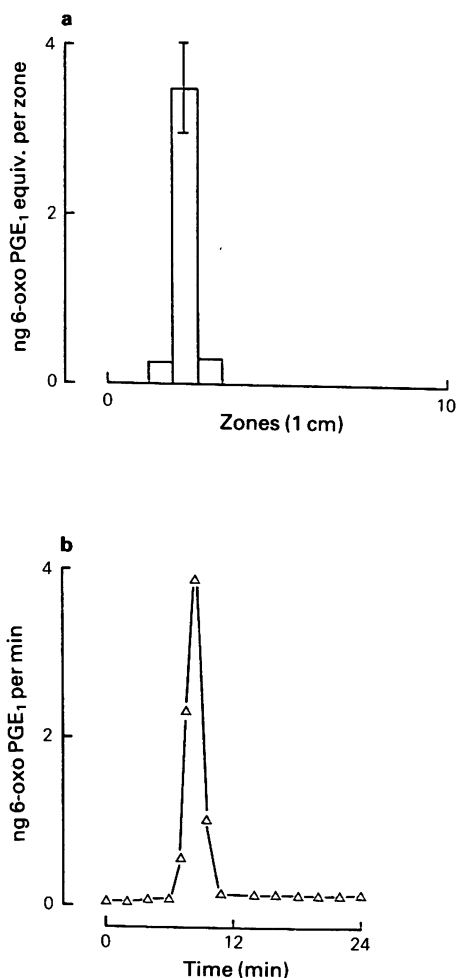 a
ng 6-oxo PGE₁ equiv. per zone
4
2
0
0
10
Zones (1 cm)
b
ng 6-oxo PGE₁ per min
4
2
0
0
12
24
Time (min)